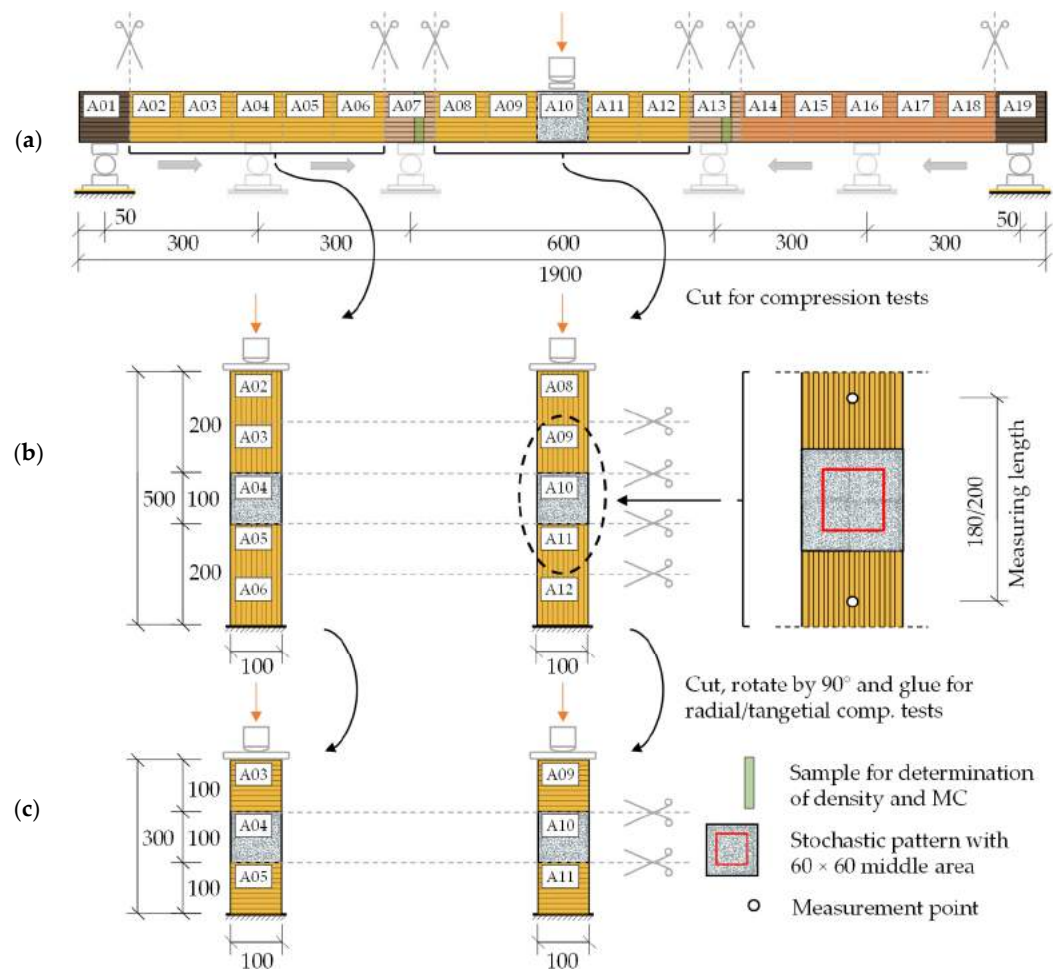 (a)
A01 A02 A03 A04 A05 A06 A07 A08 A09 A10 A11 A12 A13 A14 A15 A16 A17 A18 A19
50 50
300 300 600 300 300
1900
Cut for compression tests
(b)
A02
A03
A04
A05
A06
200
500 100
200
100
A08
A09
A10
A11
A12
100
180/200
Measuring length
Cut, rotate by 90° and glue for
radial/tangetial comp. tests
(c)
A03
A04
A05
100
300 100
100
100
A09
A10
A11
100
Sample for determination
of density and MC
Stochastic pattern with
60 × 60 middle area
Measurement point